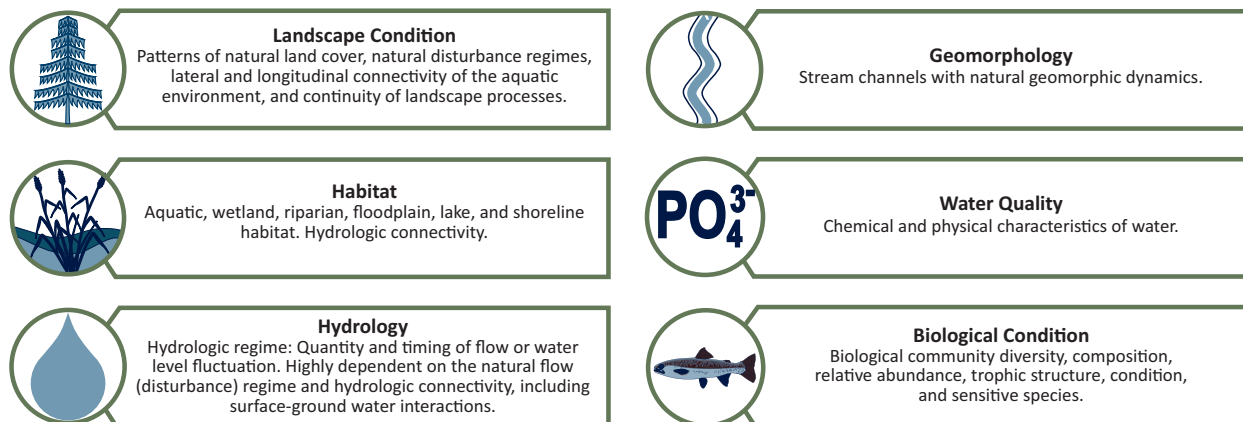 Landscape Condition
Patterns of natural land cover, natural disturbance regimes,
lateral and longitudinal connectivity of the aquatic
environment, and continuity of landscape processes.
Geomorphology
Stream channels with natural geomorphic dynamics.
Habitat
Aquatic, wetland, riparian, floodplain, lake, and shoreline
habitat. Hydrologic connectivity.
PO₄³⁻
Water Quality
Chemical and physical characteristics of water.
Hydrology
Hydrologic regime: Quantity and timing of flow or water
level fluctuation. Highly dependent on the natural flow
(disturbance) regime and hydrologic connectivity, including
surface-ground water interactions.
Biological Condition
Biological community diversity, composition,
relative abundance, trophic structure, condition,
and sensitive species.